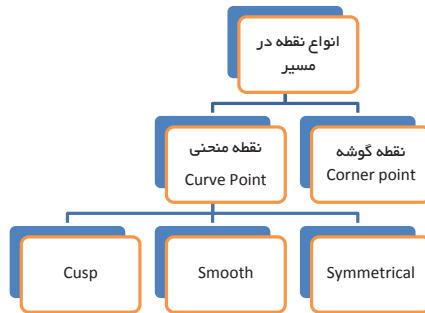 انواع نقطه در
مسیر
نقطه گوشه
Corner point
نقطه منحنی
Curve Point
Cusp
Smooth
Symmetrical